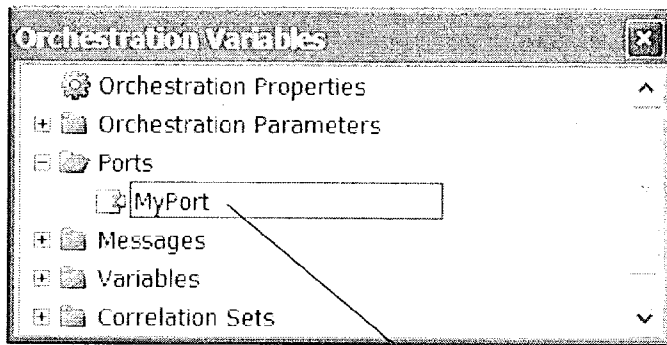 Orchestration Variables
Orchestration Properties
Orchestration Parameters
Ports
MyPort
Messages
Variables
Correlation Sets